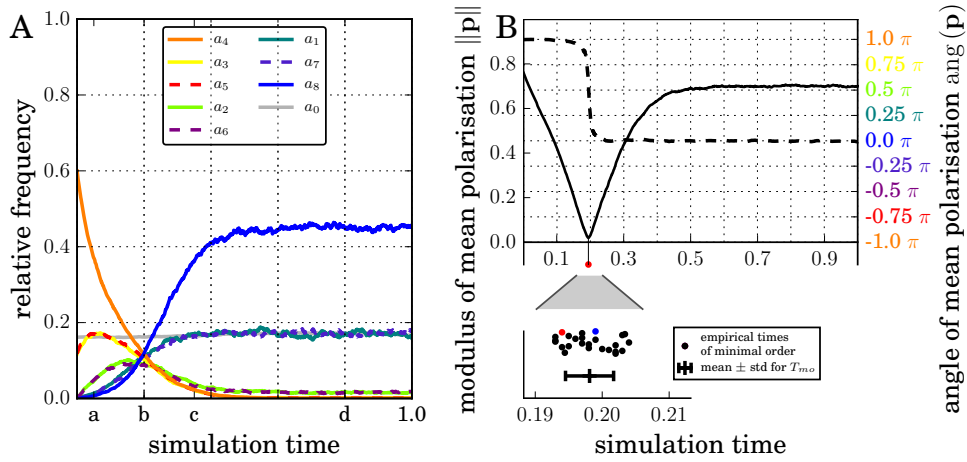 A
1.0
0.8
0.6
0.4
0.2
0.0
relative frequency
a b c d 1.0
simulation time
a₄ a₁
a₃ a₇
a₅ a₈
a₂ a₀
a₆
B
modulus of mean polarisation ||p||
0.8
0.6
0.4
0.2
0.0
0.1 0.3 0.5 0.7 0.9
1.0 π
0.75 π
0.5 π
0.25 π
0.0 π
-0.25 π
-0.5 π
-0.75 π
-1.0 π
angle of mean polarisation ang (p)
empirical times
of minimal order
mean ± std for Tₘₒ
0.19 0.20 0.21
simulation time